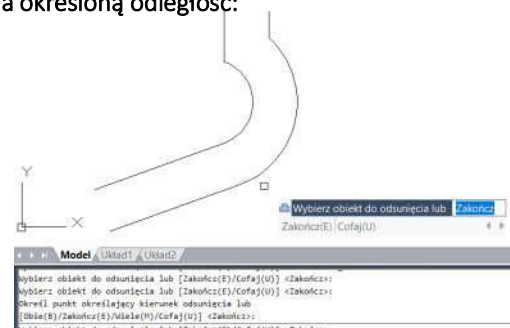 a określoną odległość:
Y
X
Wybierz obiekt do odsunięcia lub Zakończ
Zakończ(E) Cofaj(U)
Model Układ1 Układ2
Wybierz obiekt do odsunięcia lub [Zakończ(E)/Cofaj(U)] <Zakończ>:
Wybierz obiekt do odsunięcia lub [Zakończ(E)/Cofaj(U)] <Zakończ>:
Określ punkt określający kierunek odsunięcia lub
[Obie(B)/Zakończ(E)/Wiele(M)/Cofaj(U)] <Zakończ>: